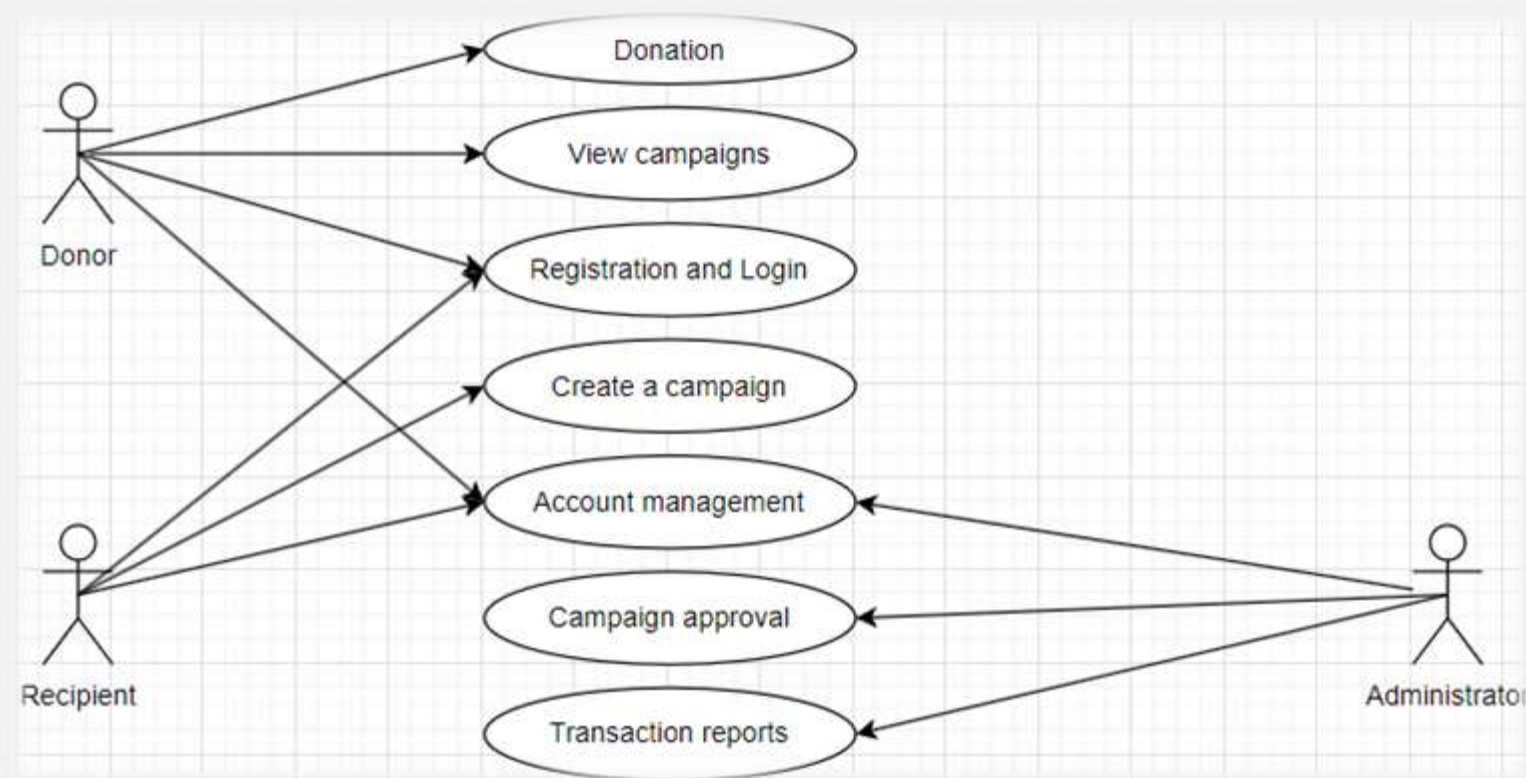 Donation
View campaigns
Donor
Registration and Login
Create a campaign
Account management
Campaign approval
Recipient
Administrator
Transaction reports